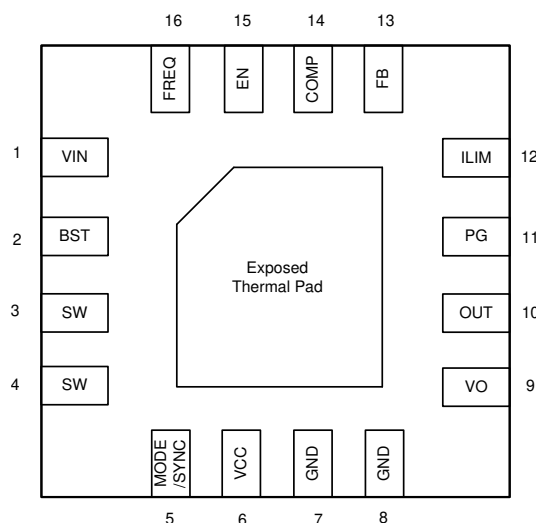 16 15 14 13
FREQ
EN
COMP
FB
1 VIN ILIM 12
2 BST PG 11
Exposed
Thermal Pad
3 SW OUT 10
4 SW VO 9
MODE
/SYNC
VCC
GND
GND
5 6 7 8